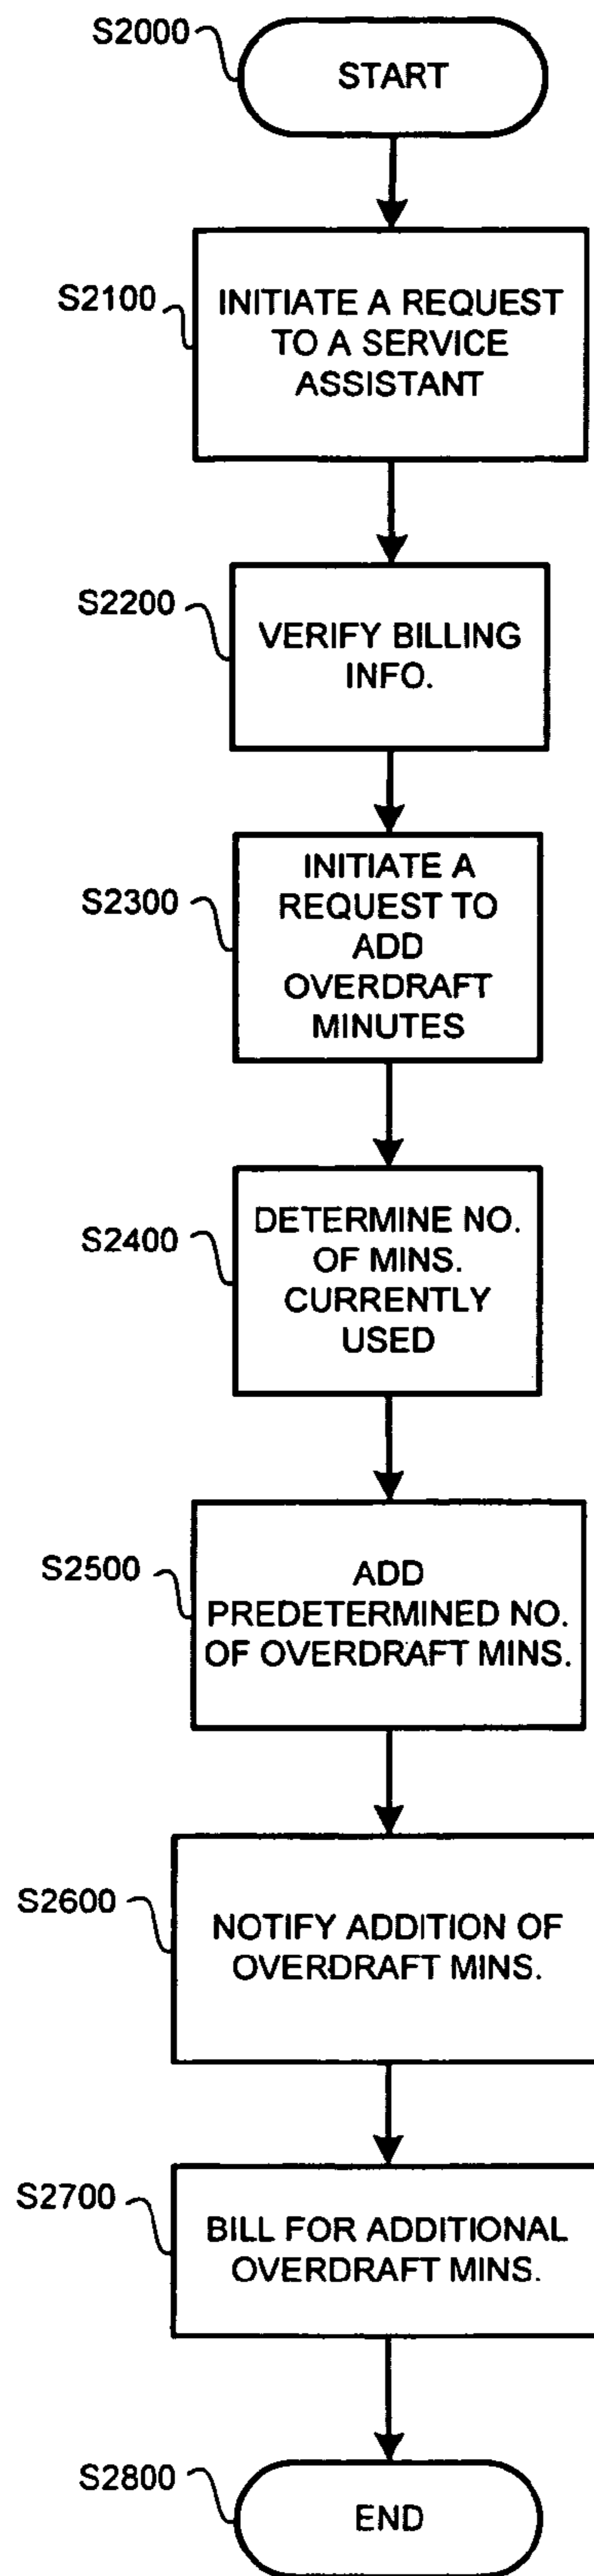 S2000
START
S2100
INITIATE A REQUEST
TO A SERVICE
ASSISTANT
S2200
VERIFY BILLING
INFO.
S2300
INITIATE A
REQUEST TO
ADD
OVERDRAFT
MINUTES
S2400
DETERMINE NO.
OF MINS.
CURRENTLY
USED
S2500
ADD
PREDETERMINED NO.
OF OVERDRAFT MINS.
S2600
NOTIFY ADDITION OF
OVERDRAFT MINS.
S2700
BILL FOR ADDITIONAL
OVERDRAFT MINS.
S2800
END